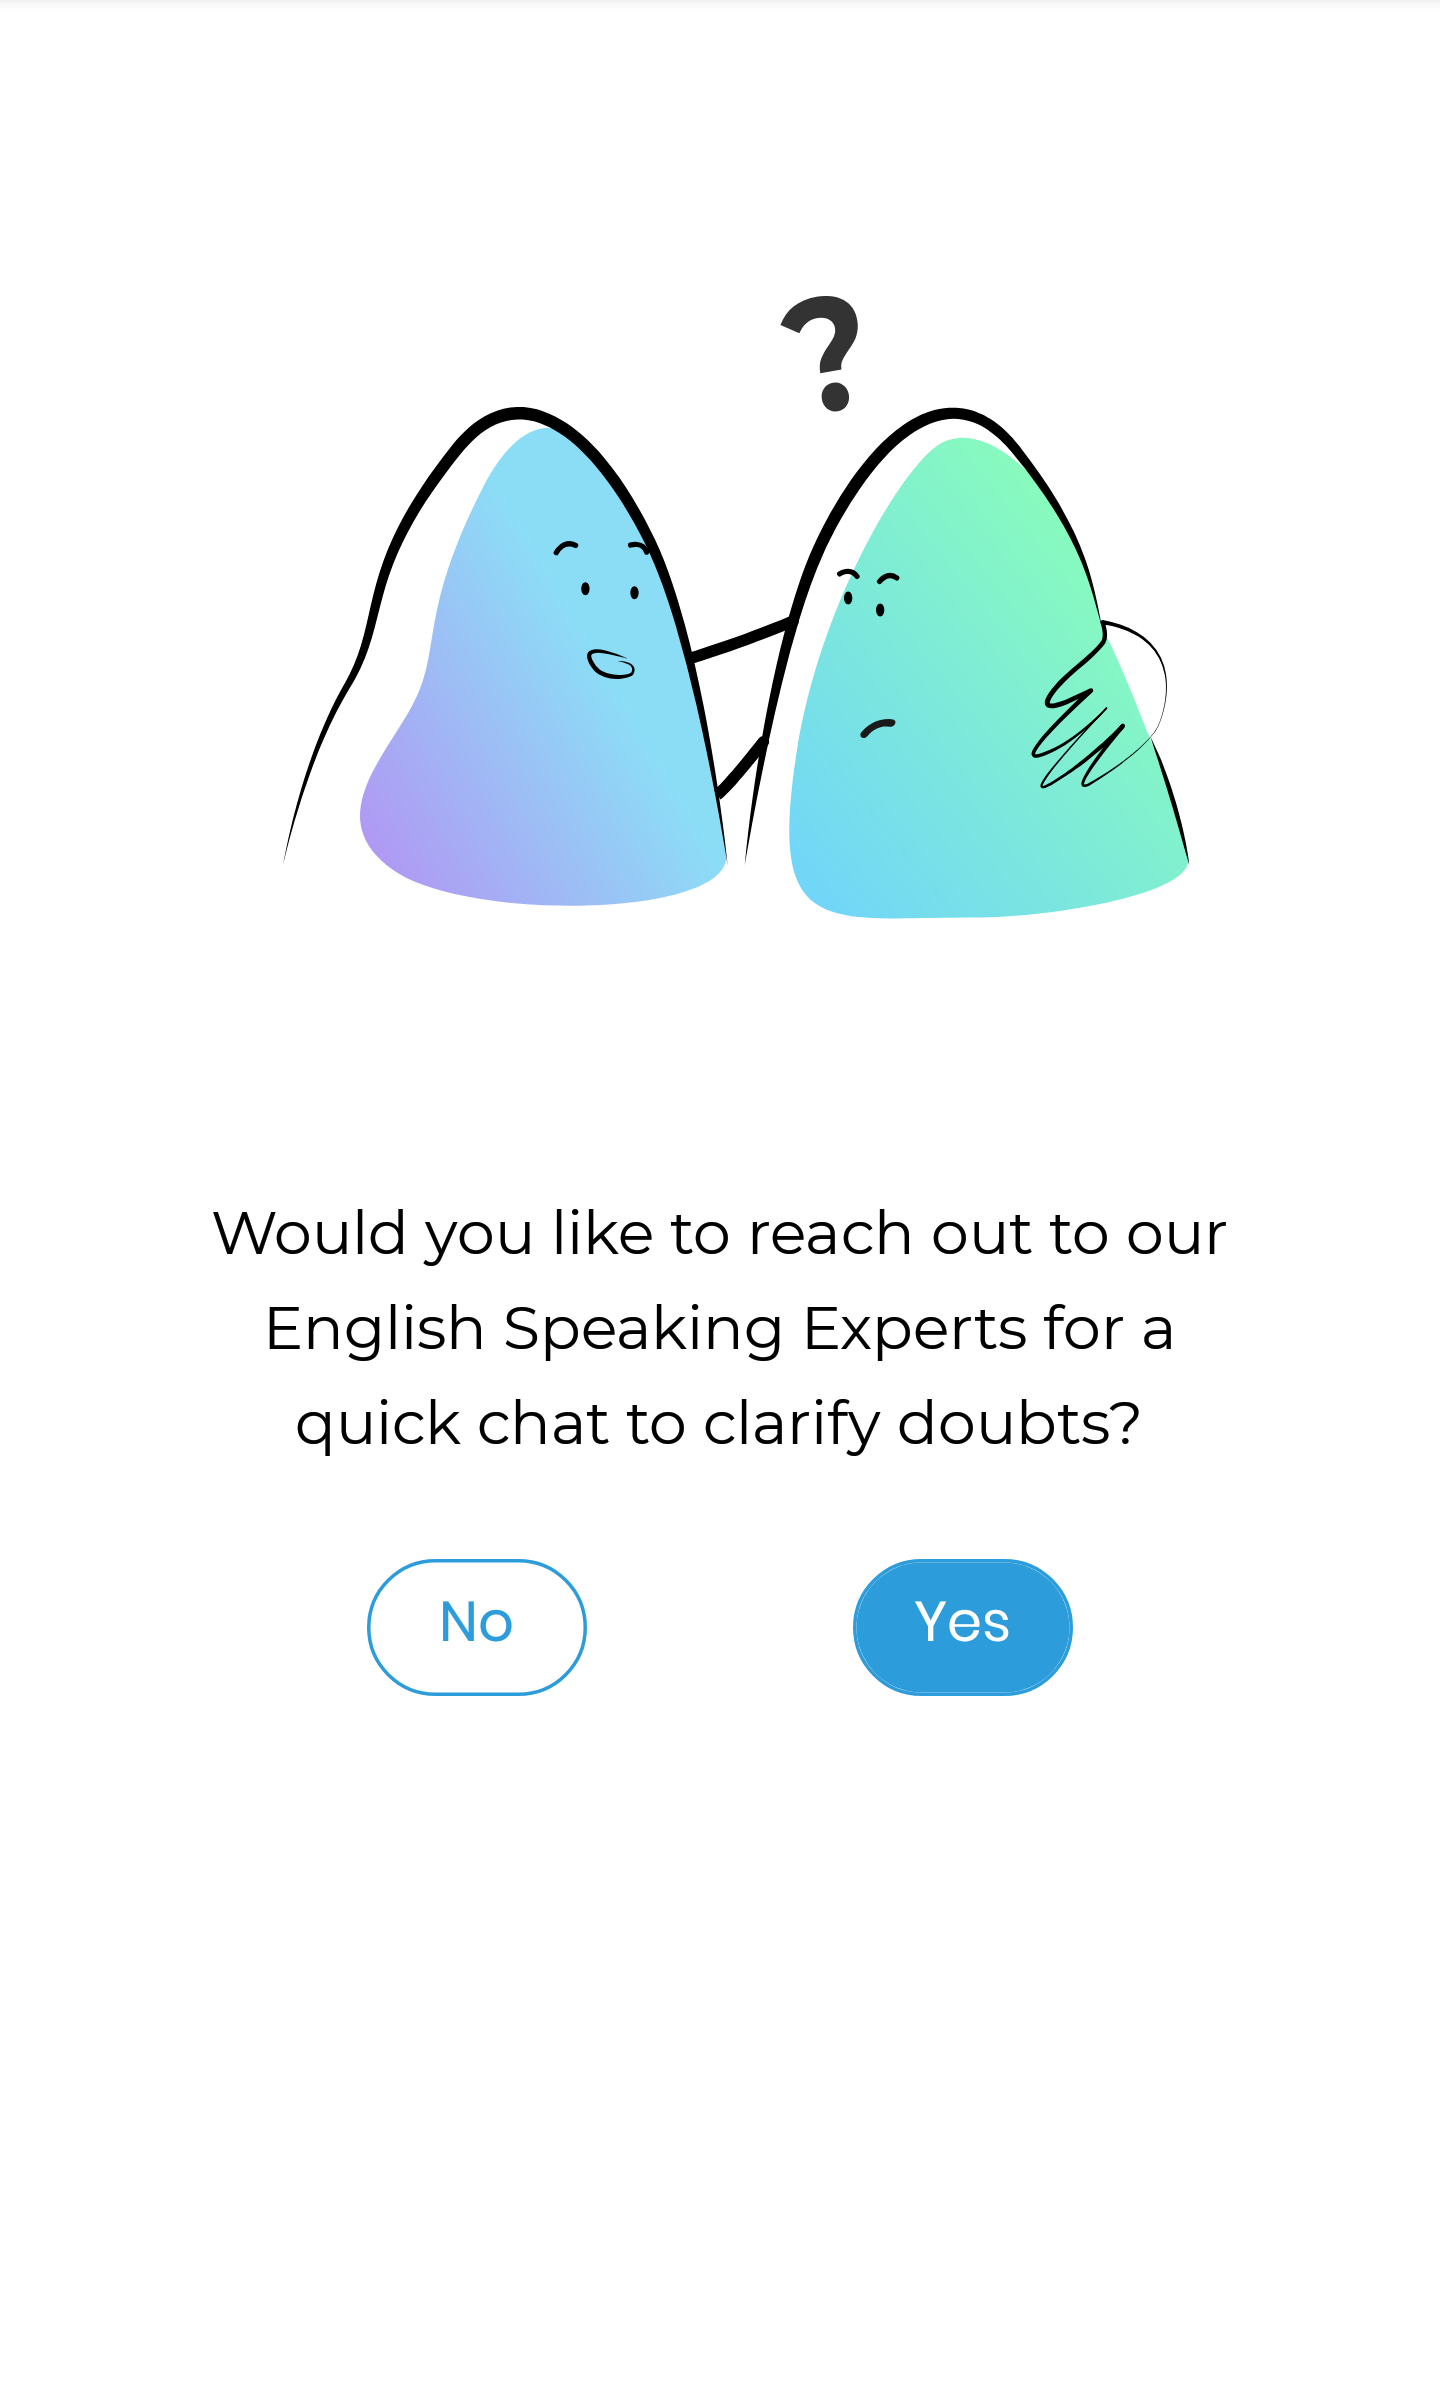 ?
Would you like to reach out to our
English Speaking Experts for a
quick chat to clarify doubts?
No
Yes